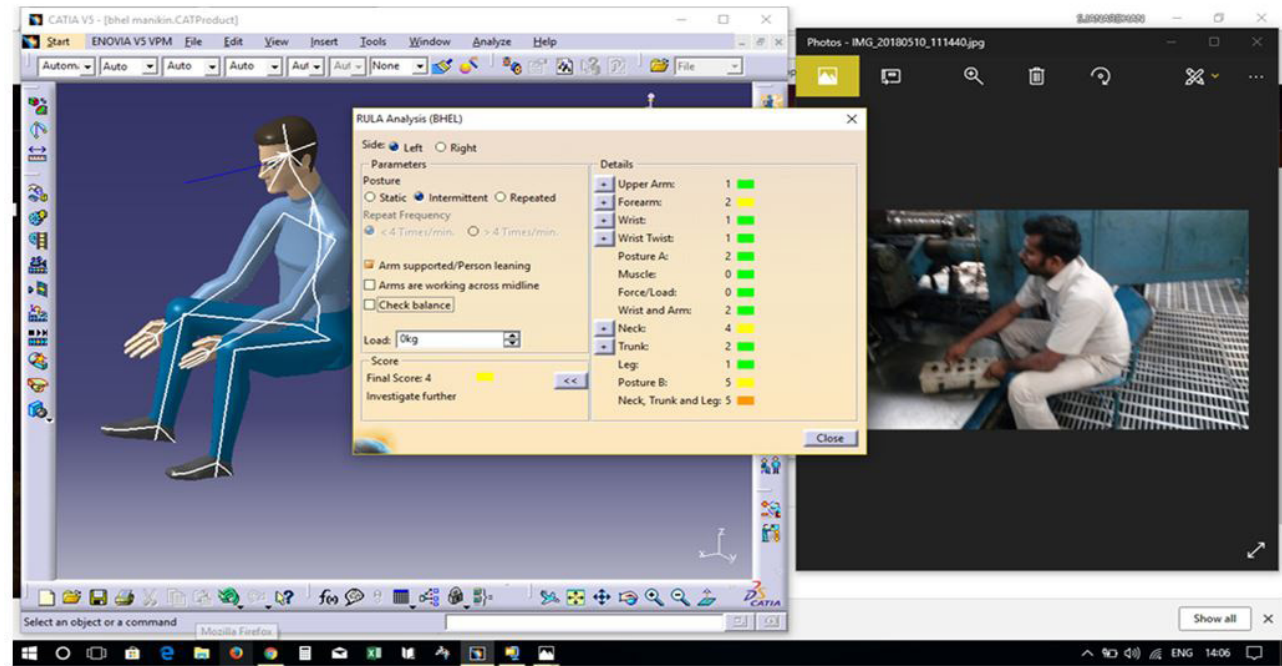 CATIA V5 - [bhel manikin.CATProduct]
Start ENOVIA V5 VPM File Edit View Insert Tools Window Analyze Help
Autom. Auto Auto Auto Aut Aut None File
RULA Analysis (BHEL)
Side: Left Right
Parameters
Posture
Static Intermittent Repeated
Repeat Frequency
< 4 Times/min. > 4 Times/min.
Arm supported/Person leaning
Arms are working across midline
Check balance
Load: 0kg
Score
Final Score: 4 <<
Investigate further
Details
+ Upper Arm: 1
+ Forearm: 2
+ Wrist: 1
+ Wrist Twist: 1
Posture A: 2
Muscle: 0
Force/Load: 0
Wrist and Arm: 2
+ Neck: 4
+ Trunk: 2
Leg: 1
Posture B: 5
Neck, Trunk and Leg: 5
Close
z
x y
f(x)
CATIA
Select an object or a command
Mozilla Firefox
S.JANARDHAN
Photos - IMG_20180510_111440.jpg
Show all
ENG 14:06